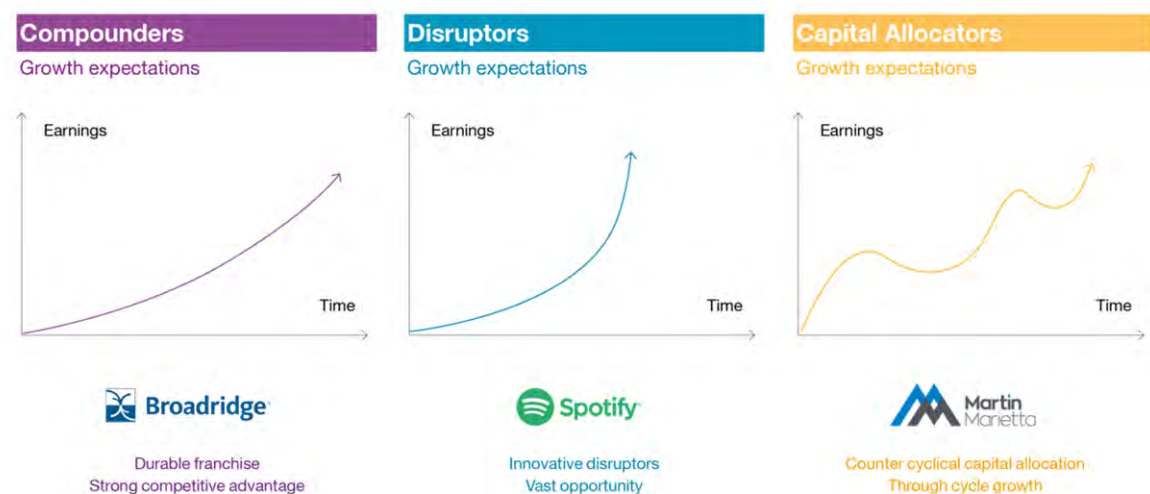 Compounders
Growth expectations
Earnings
Time
Broadridge
Durable franchise
Strong competitive advantage
Disruptors
Growth expectations
Earnings
Time
Spotify
Innovative disruptors
Vast opportunity
Capital Allocators
Growth expectations
Earnings
Time
Martin
Marietta
Counter cyclical capital allocation
Through cycle growth